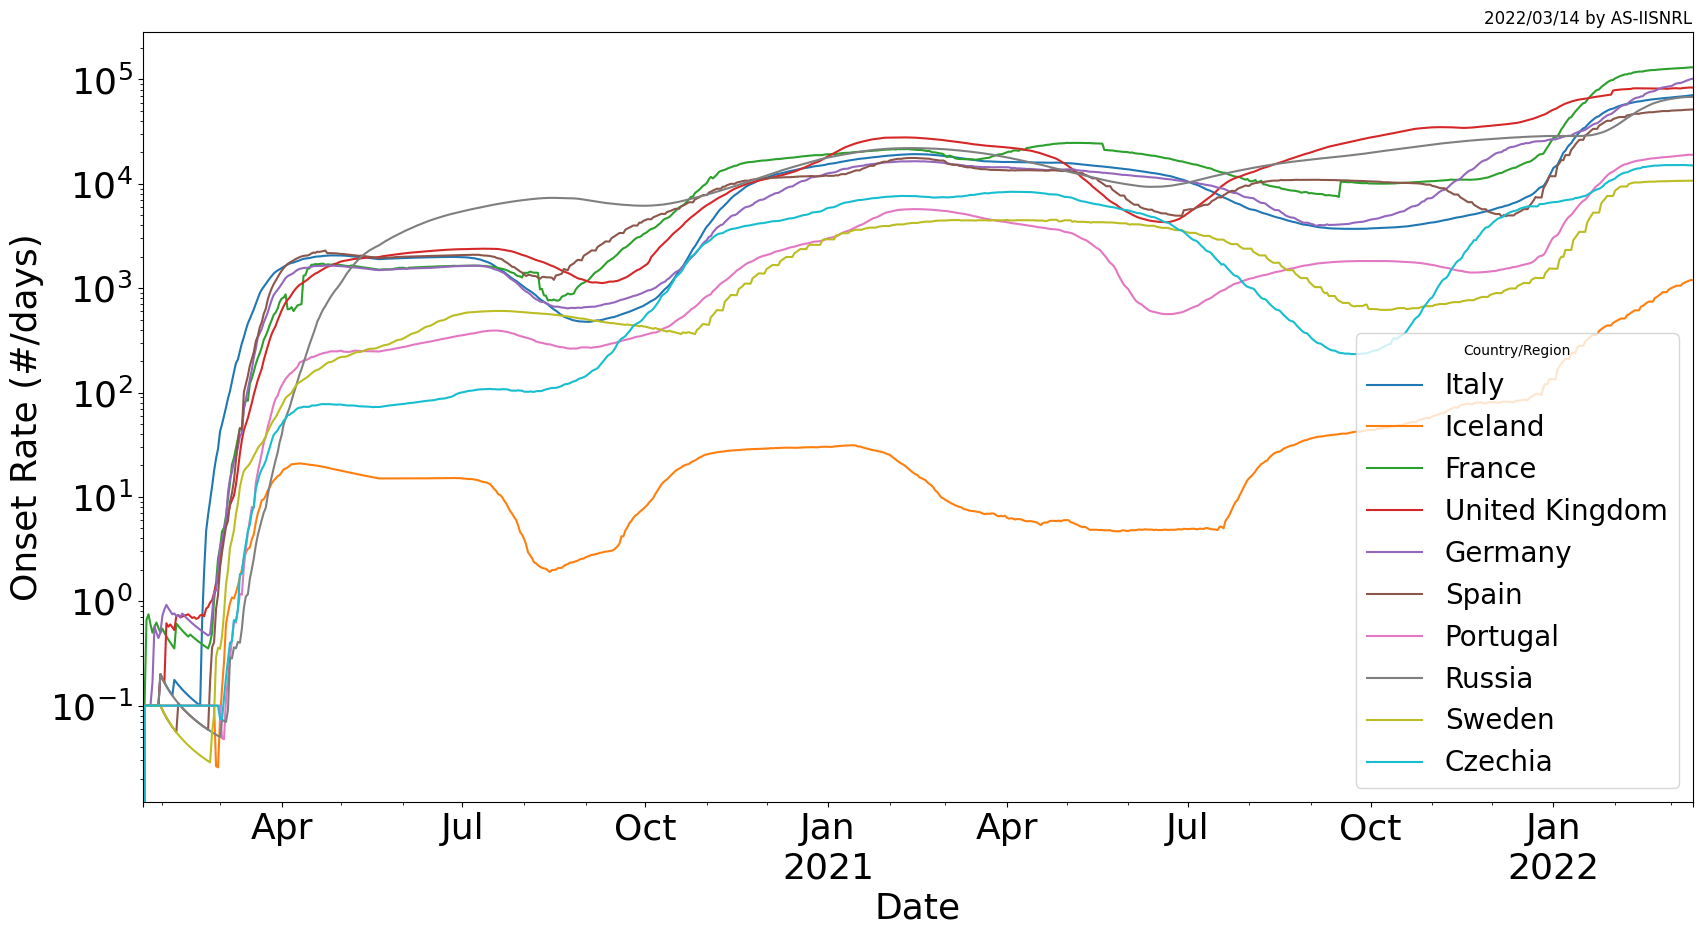 2022/03/14 by AS-IISNRL
Onset Rate (#/days)
10^5
10^4
10^3
10^2
10^1
10^0
10^−1
Country/Region
Italy
Iceland
France
United Kingdom
Germany
Spain
Portugal
Russia
Sweden
Czechia
Apr Jul Oct Jan Apr Jul Oct Jan
2021 2022
Date